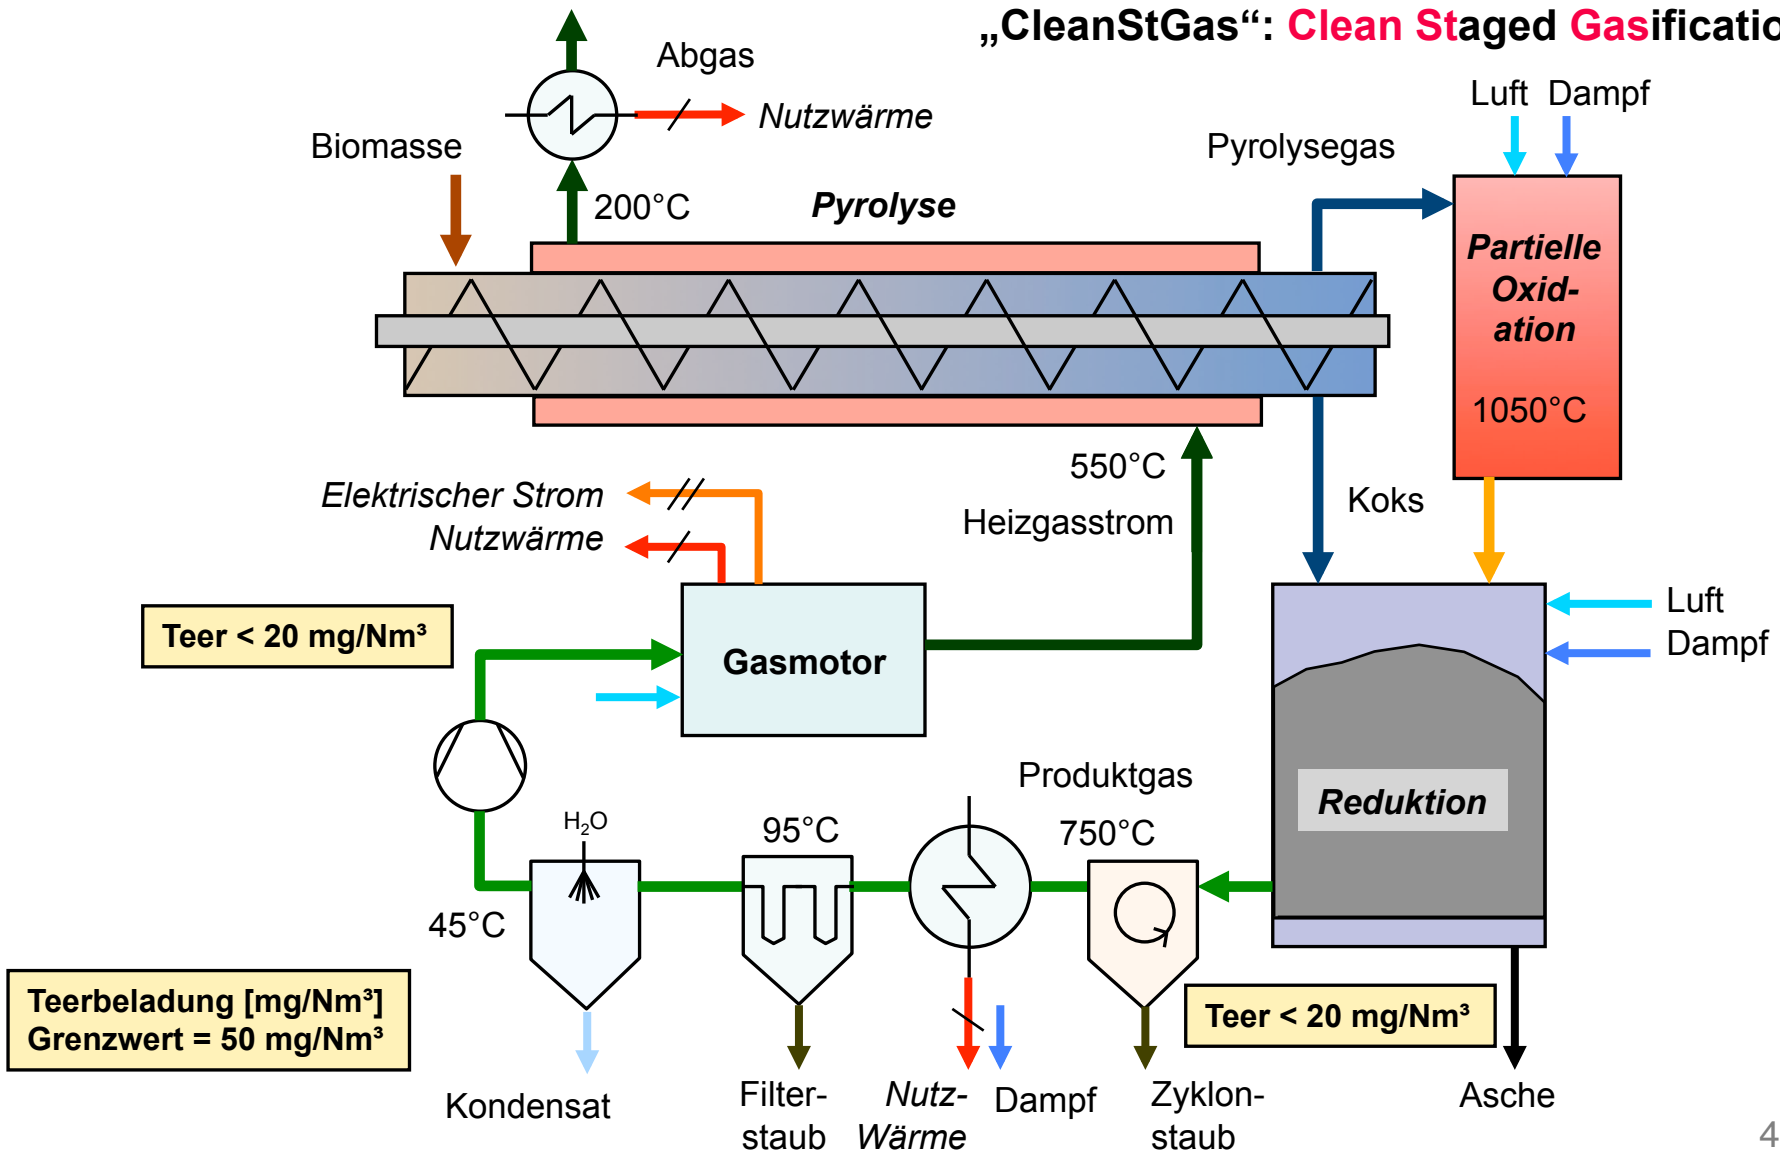 „CleanStGas“: Clean Staged Gasificatio
Abgas
Nutzwärme
Biomasse
200°C
Pyrolyse
Pyrolysegas
Luft Dampf
Partielle
Oxid-
ation
1050°C
550°C
Heizgasstrom
Koks
Elektrischer Strom
Nutzwärme
Luft
Dampf
Teer < 20 mg/Nm³
Gasmotor
Reduktion
Produktgas
750°C
95°C
H₂O
45°C
Teerbeladung [mg/Nm³]
Grenzwert = 50 mg/Nm³
Teer < 20 mg/Nm³
Kondensat
Filter-
staub
Nutz-
Wärme
Dampf
Zyklon-
staub
Asche
4